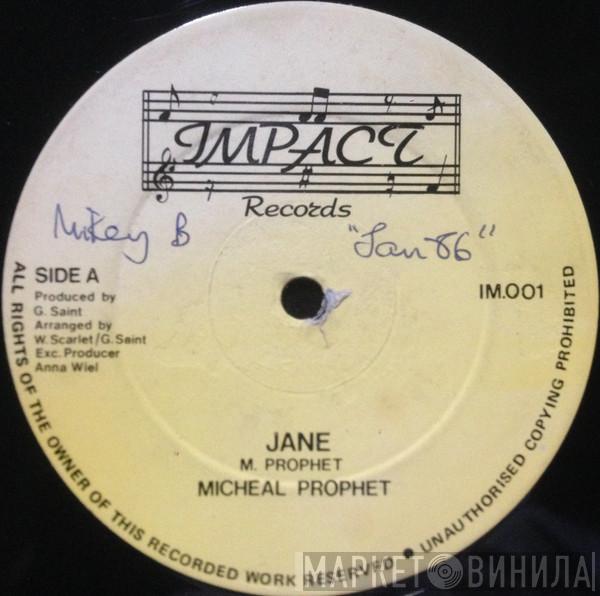 IMPACT
Records
Mikey B
"Jan 86"
SIDE A
Produced by
G. Saint
Arranged by
W. Scarlet/G. Saint
Exc. Producer
Anna Wiel
IM.001
JANE
M. PROPHET
MICHEAL PROPHET
ALL RIGHTS OF THE OWNER OF THIS RECORDED WORK RESERVED ● UNAUTHORISED COPYING PROHIBITED
МАРКЕТ ВИНИЛА